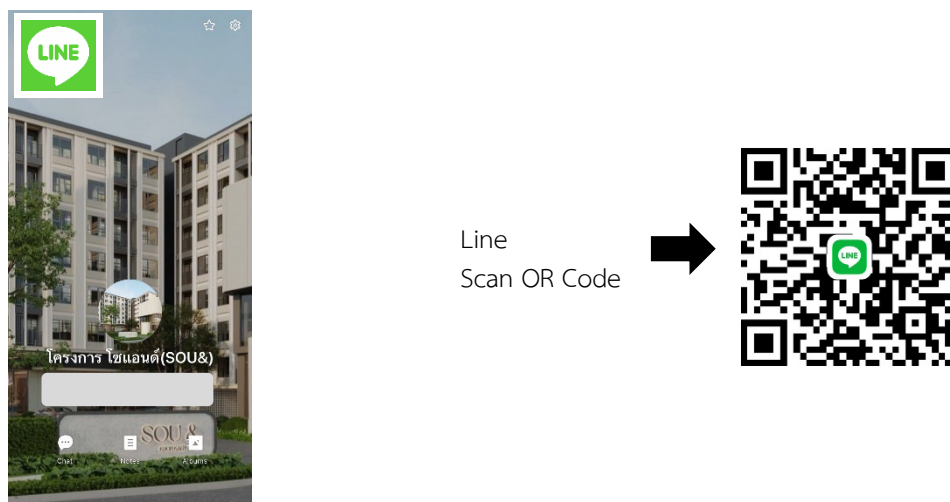 LINE
โครงการ โซแอนด์(SOU&)
SOU &
Chat
Notes
Albums
Line
Scan OR Code
LINE